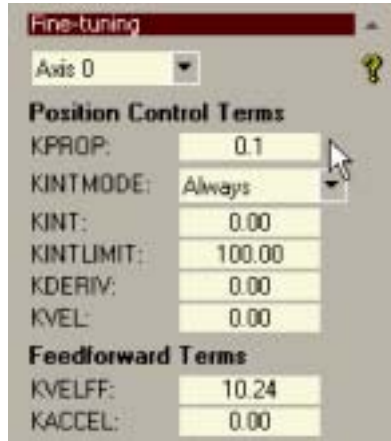 Fine-tuning
Axis 0
Position Control Terms
KPROP: 0.1
KINTMODE: Always
KINT: 0.00
KINTLIMIT: 100.00
KDERIV: 0.00
KVEL: 0.00
Feedforward Terms
KVELFF: 10.24
KACCEL: 0.00